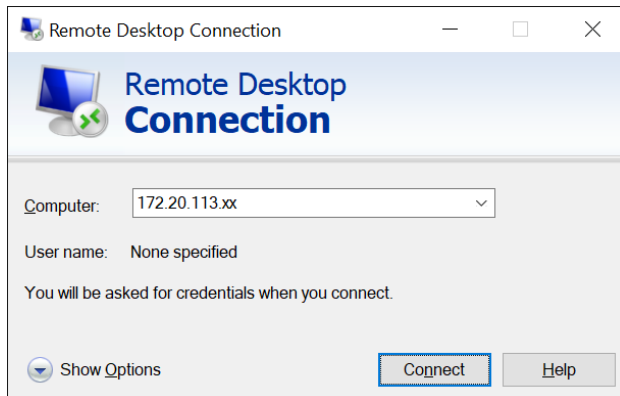 Remote Desktop Connection
Remote Desktop
Connection
Computer: 172.20.113.xx
User name: None specified
You will be asked for credentials when you connect.
Show Options Connect Help